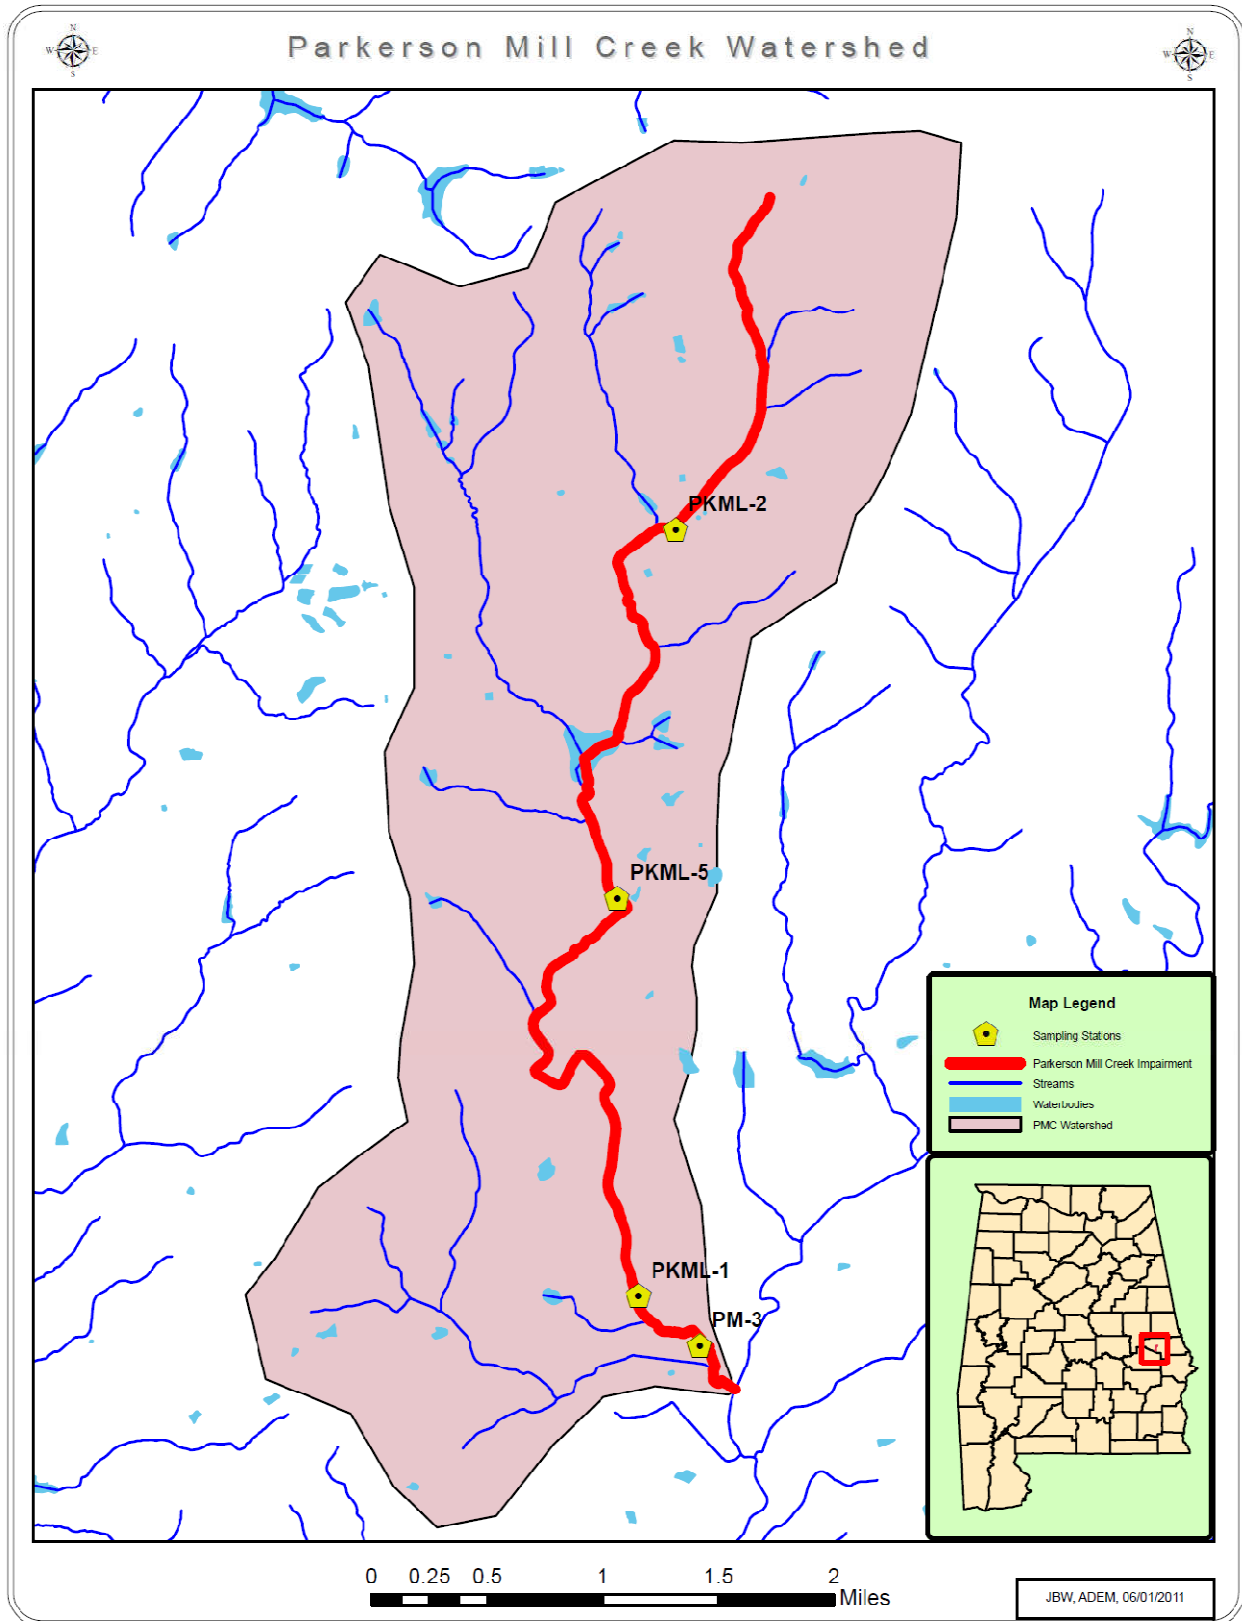 Parkerson Mill Creek Watershed
N
W E
S
N
W E
S
PKML-2
PKML-5
PKML-1
PM-3
Map Legend
Sampling Stations
Parkerson Mill Creek Impairment
Streams
Waterbodies
PMC Watershed
0 0.25 0.5 1 1.5 2
Miles
JBW, ADEM, 06/01/2011